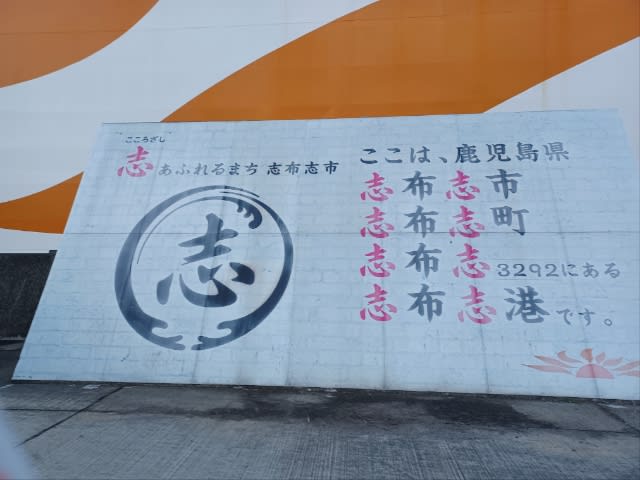 こころざし
志あふれるまち 志布志市
志
ここは、鹿児島県
志布志市
志布志町
志布志3292にある
志布志港です。